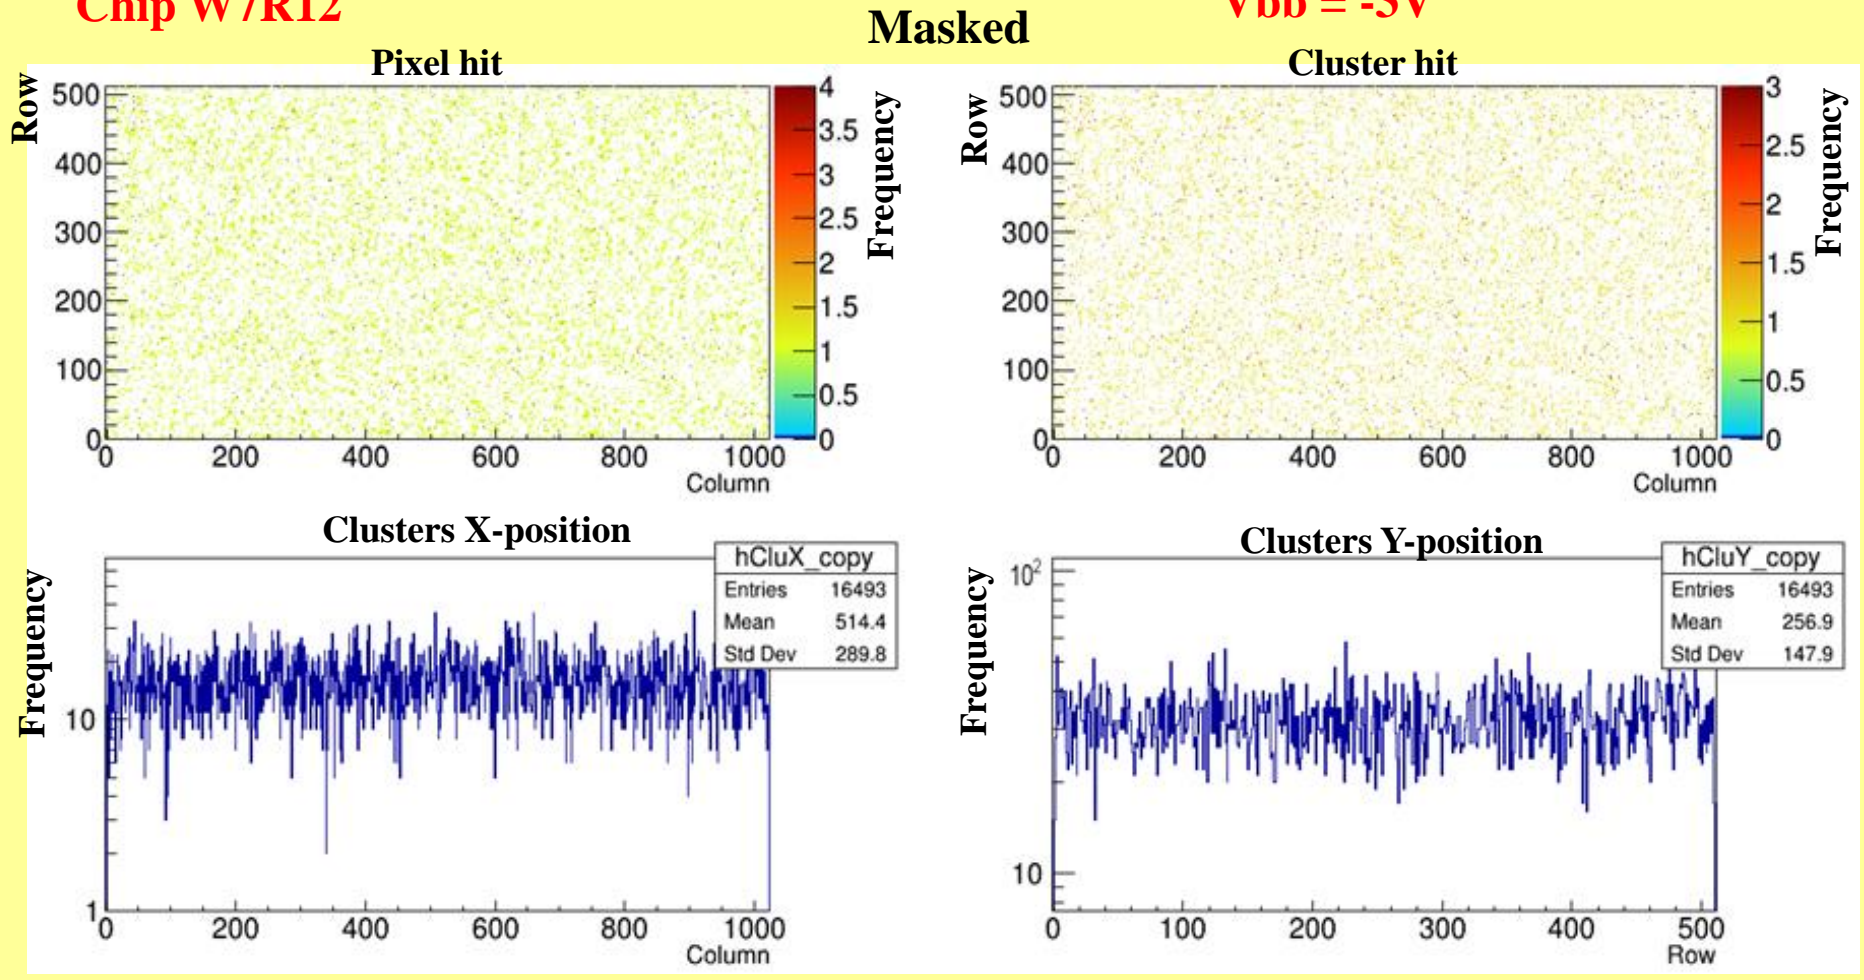 Chip W7R12
Vbb = -3V
Masked
Pixel hit
Cluster hit
Row
500
400
300
200
100
0
0 200 400 600 800 1000
Column
4
3.5
3
2.5
2
1.5
1
0.5
0
Frequency
Row
500
400
300
200
100
0
0 200 400 600 800 1000
Column
3
2.5
2
1.5
1
0.5
0
Frequency
Clusters X-position
Frequency
10
1
0 200 400 600 800 1000
Column
hCluX_copy
Entries 16493
Mean 514.4
Std Dev 289.8
Clusters Y-position
Frequency
10²
10
0 100 200 300 400 500
Row
hCluY_copy
Entries 16493
Mean 256.9
Std Dev 147.9